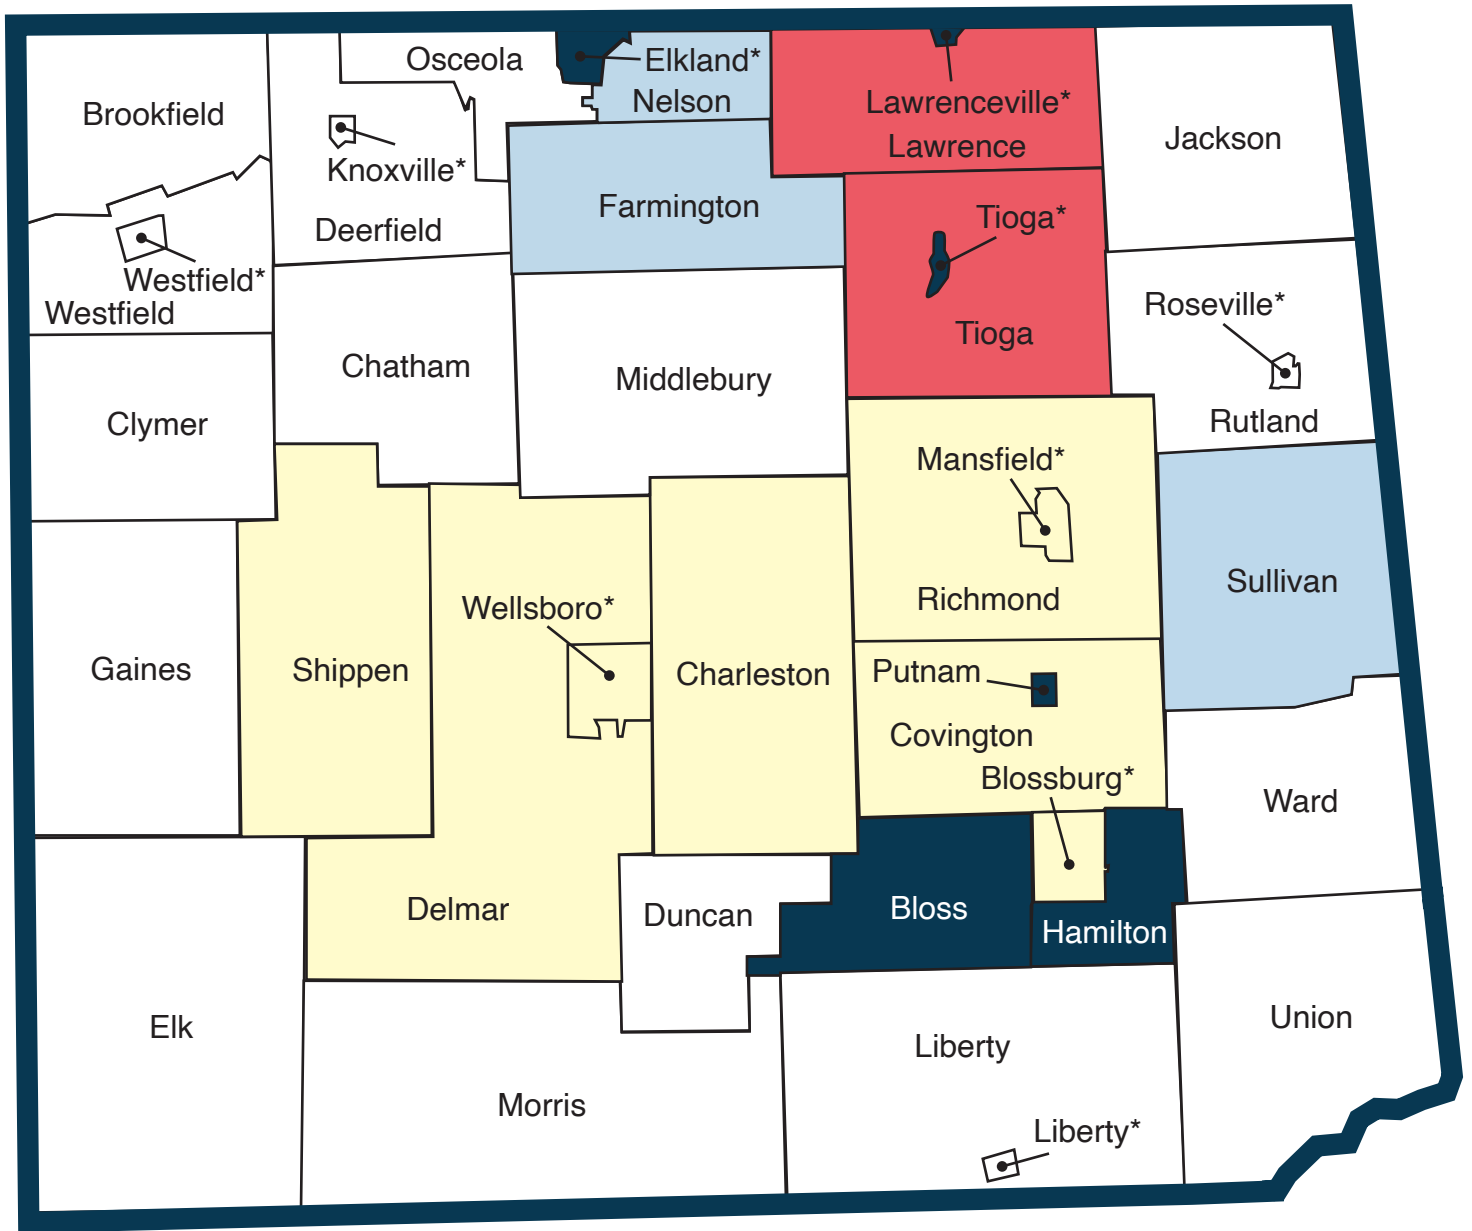 Osceola
Elkland*
Nelson
Lawrenceville*
Lawrence
Brookfield
Jackson
Knoxville*
Deerfield
Farmington
Tioga*
Westfield*
Westfield
Roseville*
Tioga
Chatham
Middlebury
Clymer
Rutland
Mansfield*
Sullivan
Richmond
Wellsboro*
Gaines
Shippen
Charleston
Putnam
Covington
Blossburg*
Ward
Delmar
Duncan
Bloss
Hamilton
Elk
Union
Liberty
Morris
Liberty*